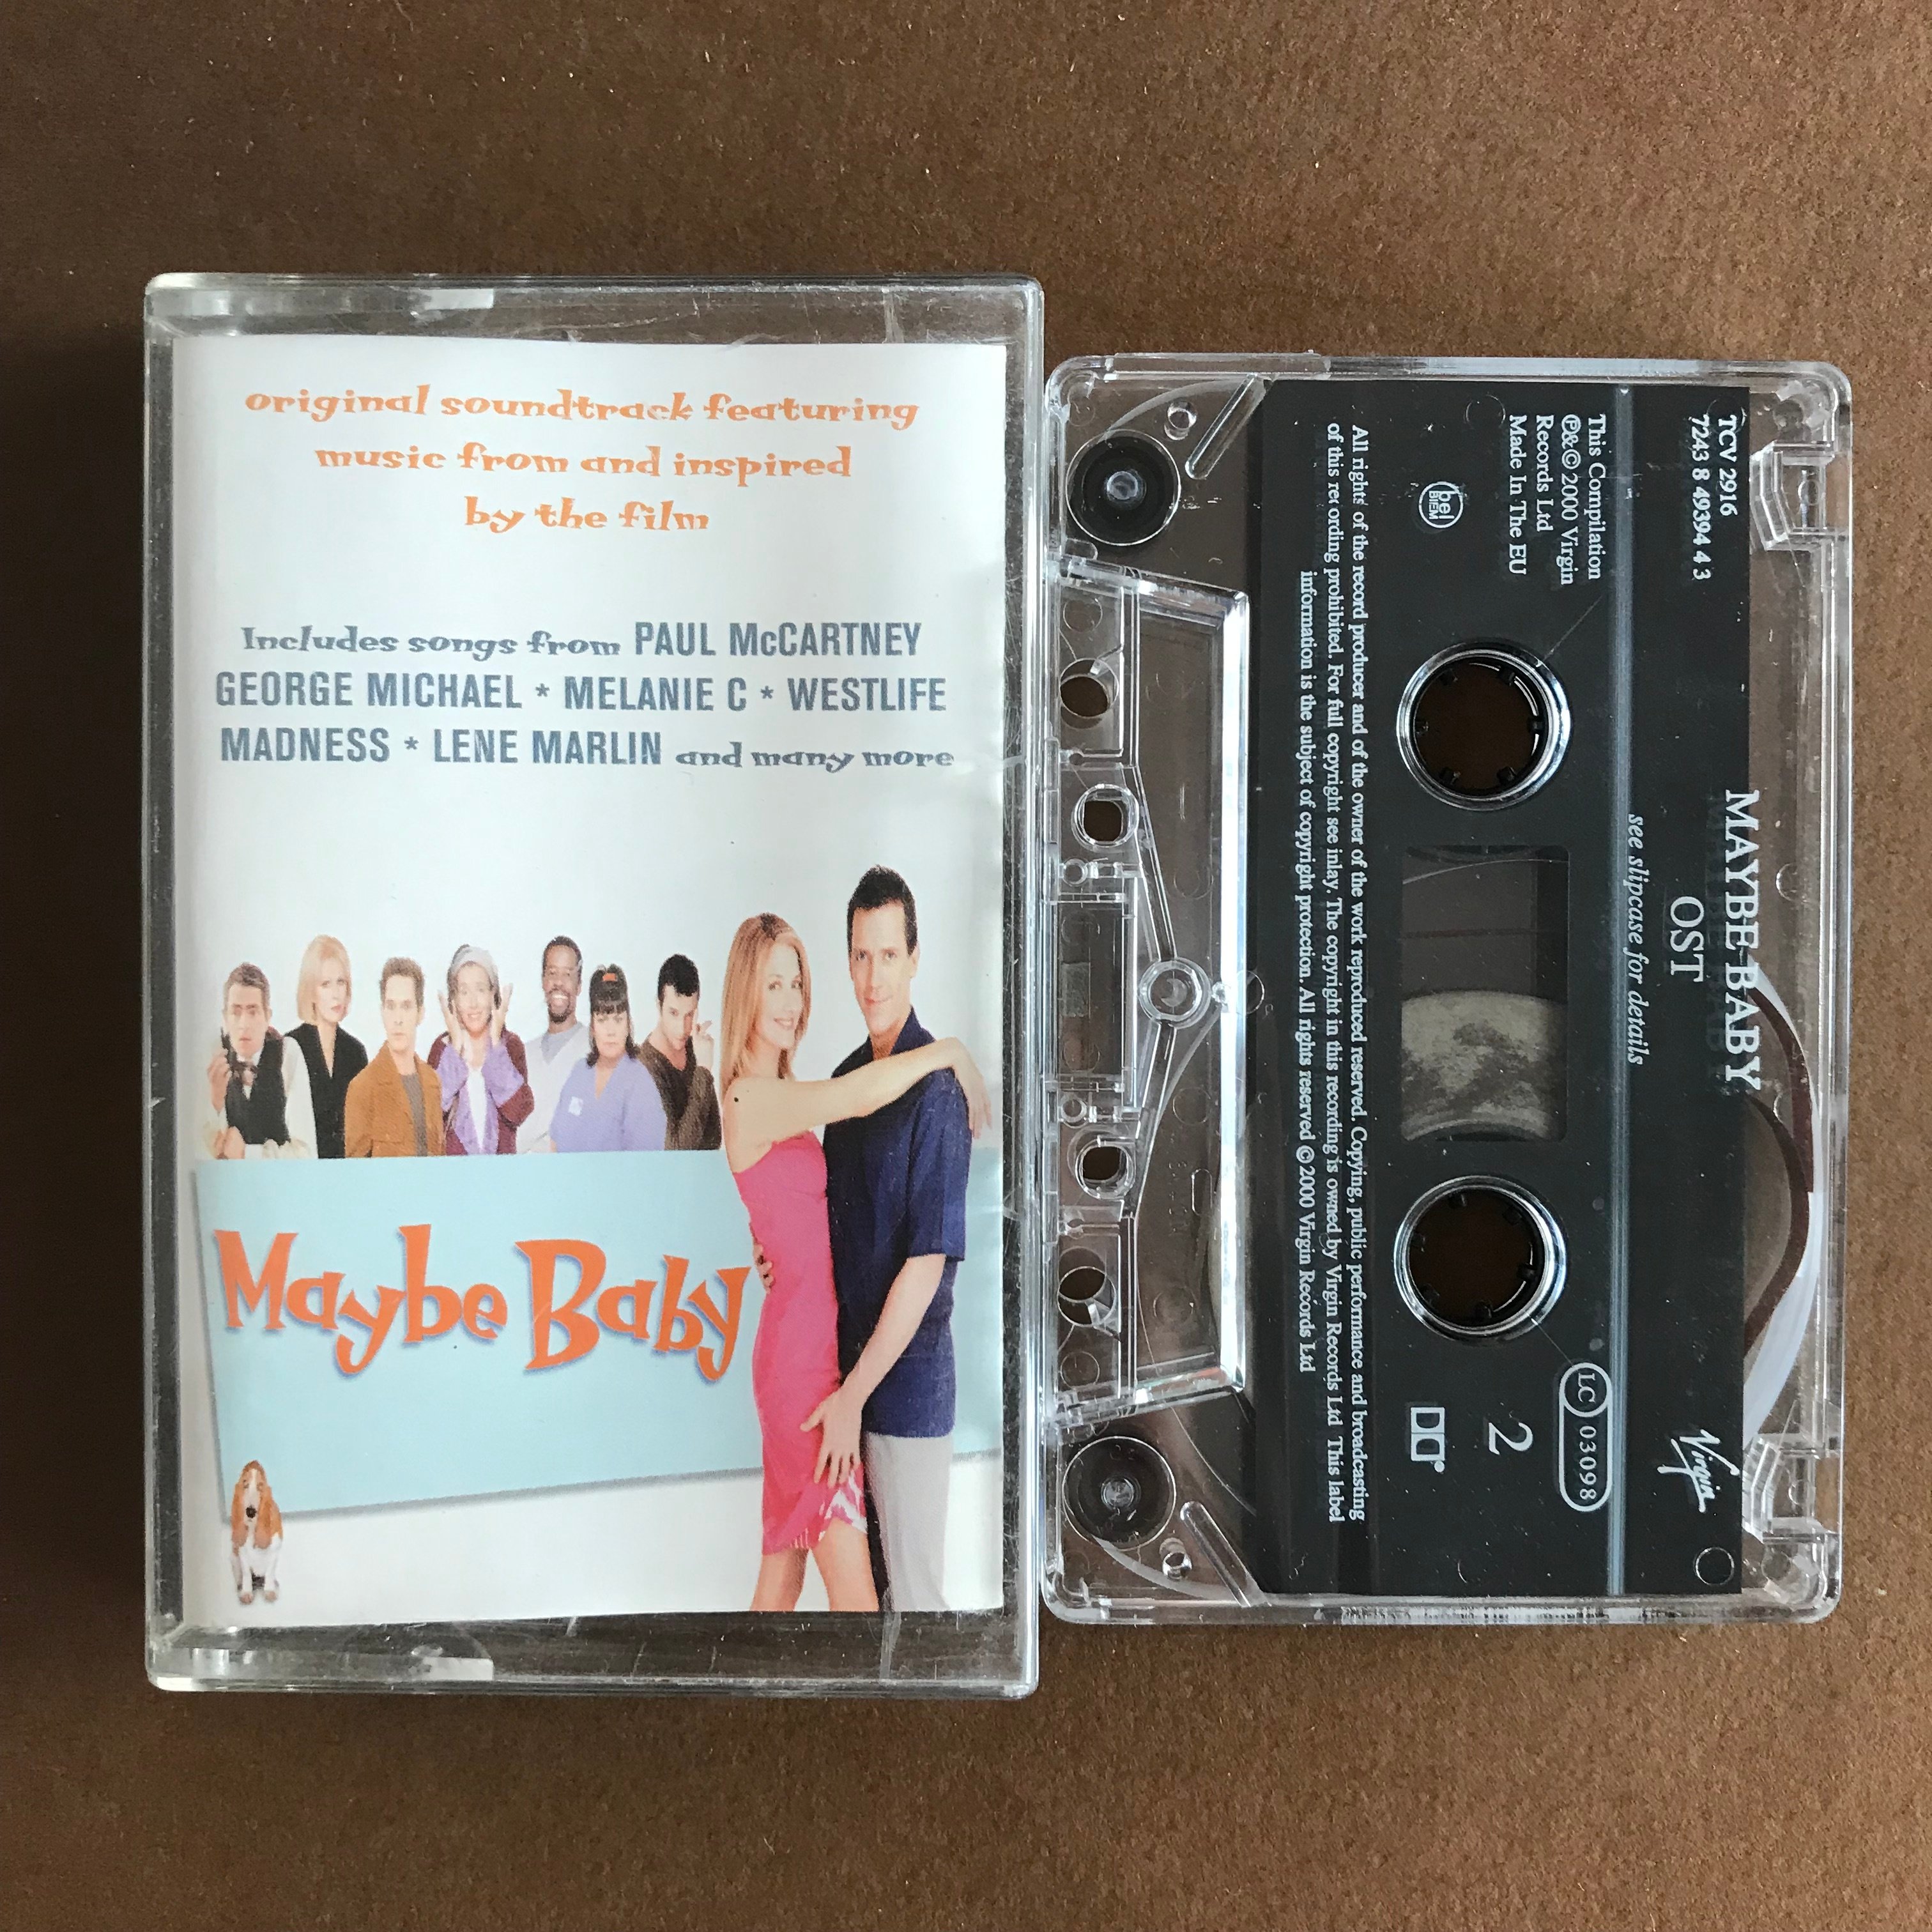 original soundtrack featuring
music from and inspired
by the film
Includes songs from PAUL McCARTNEY
GEORGE MICHAEL * MELANIE C * WESTLIFE
MADNESS * LENE MARLIN and many more
Maybe Baby
MAYBE BABY
OST
see slipcase for details
TCV 2916
7243 8 49394 4 3
Virgin
This Compilation
℗&© 2000 Virgin
Records Ltd
Made In The EU
LC 03098
2
bel
BIEM
All rights of the record producer and of the owner of the work reproduced reserved. Copying, public performance and broadcasting
of this recording prohibited. For full copyright see inlay. The copyright in this recording is owned by Virgin Records Ltd This label
information is the subject of copyright protection. All rights reserved © 2000 Virgin Records Ltd